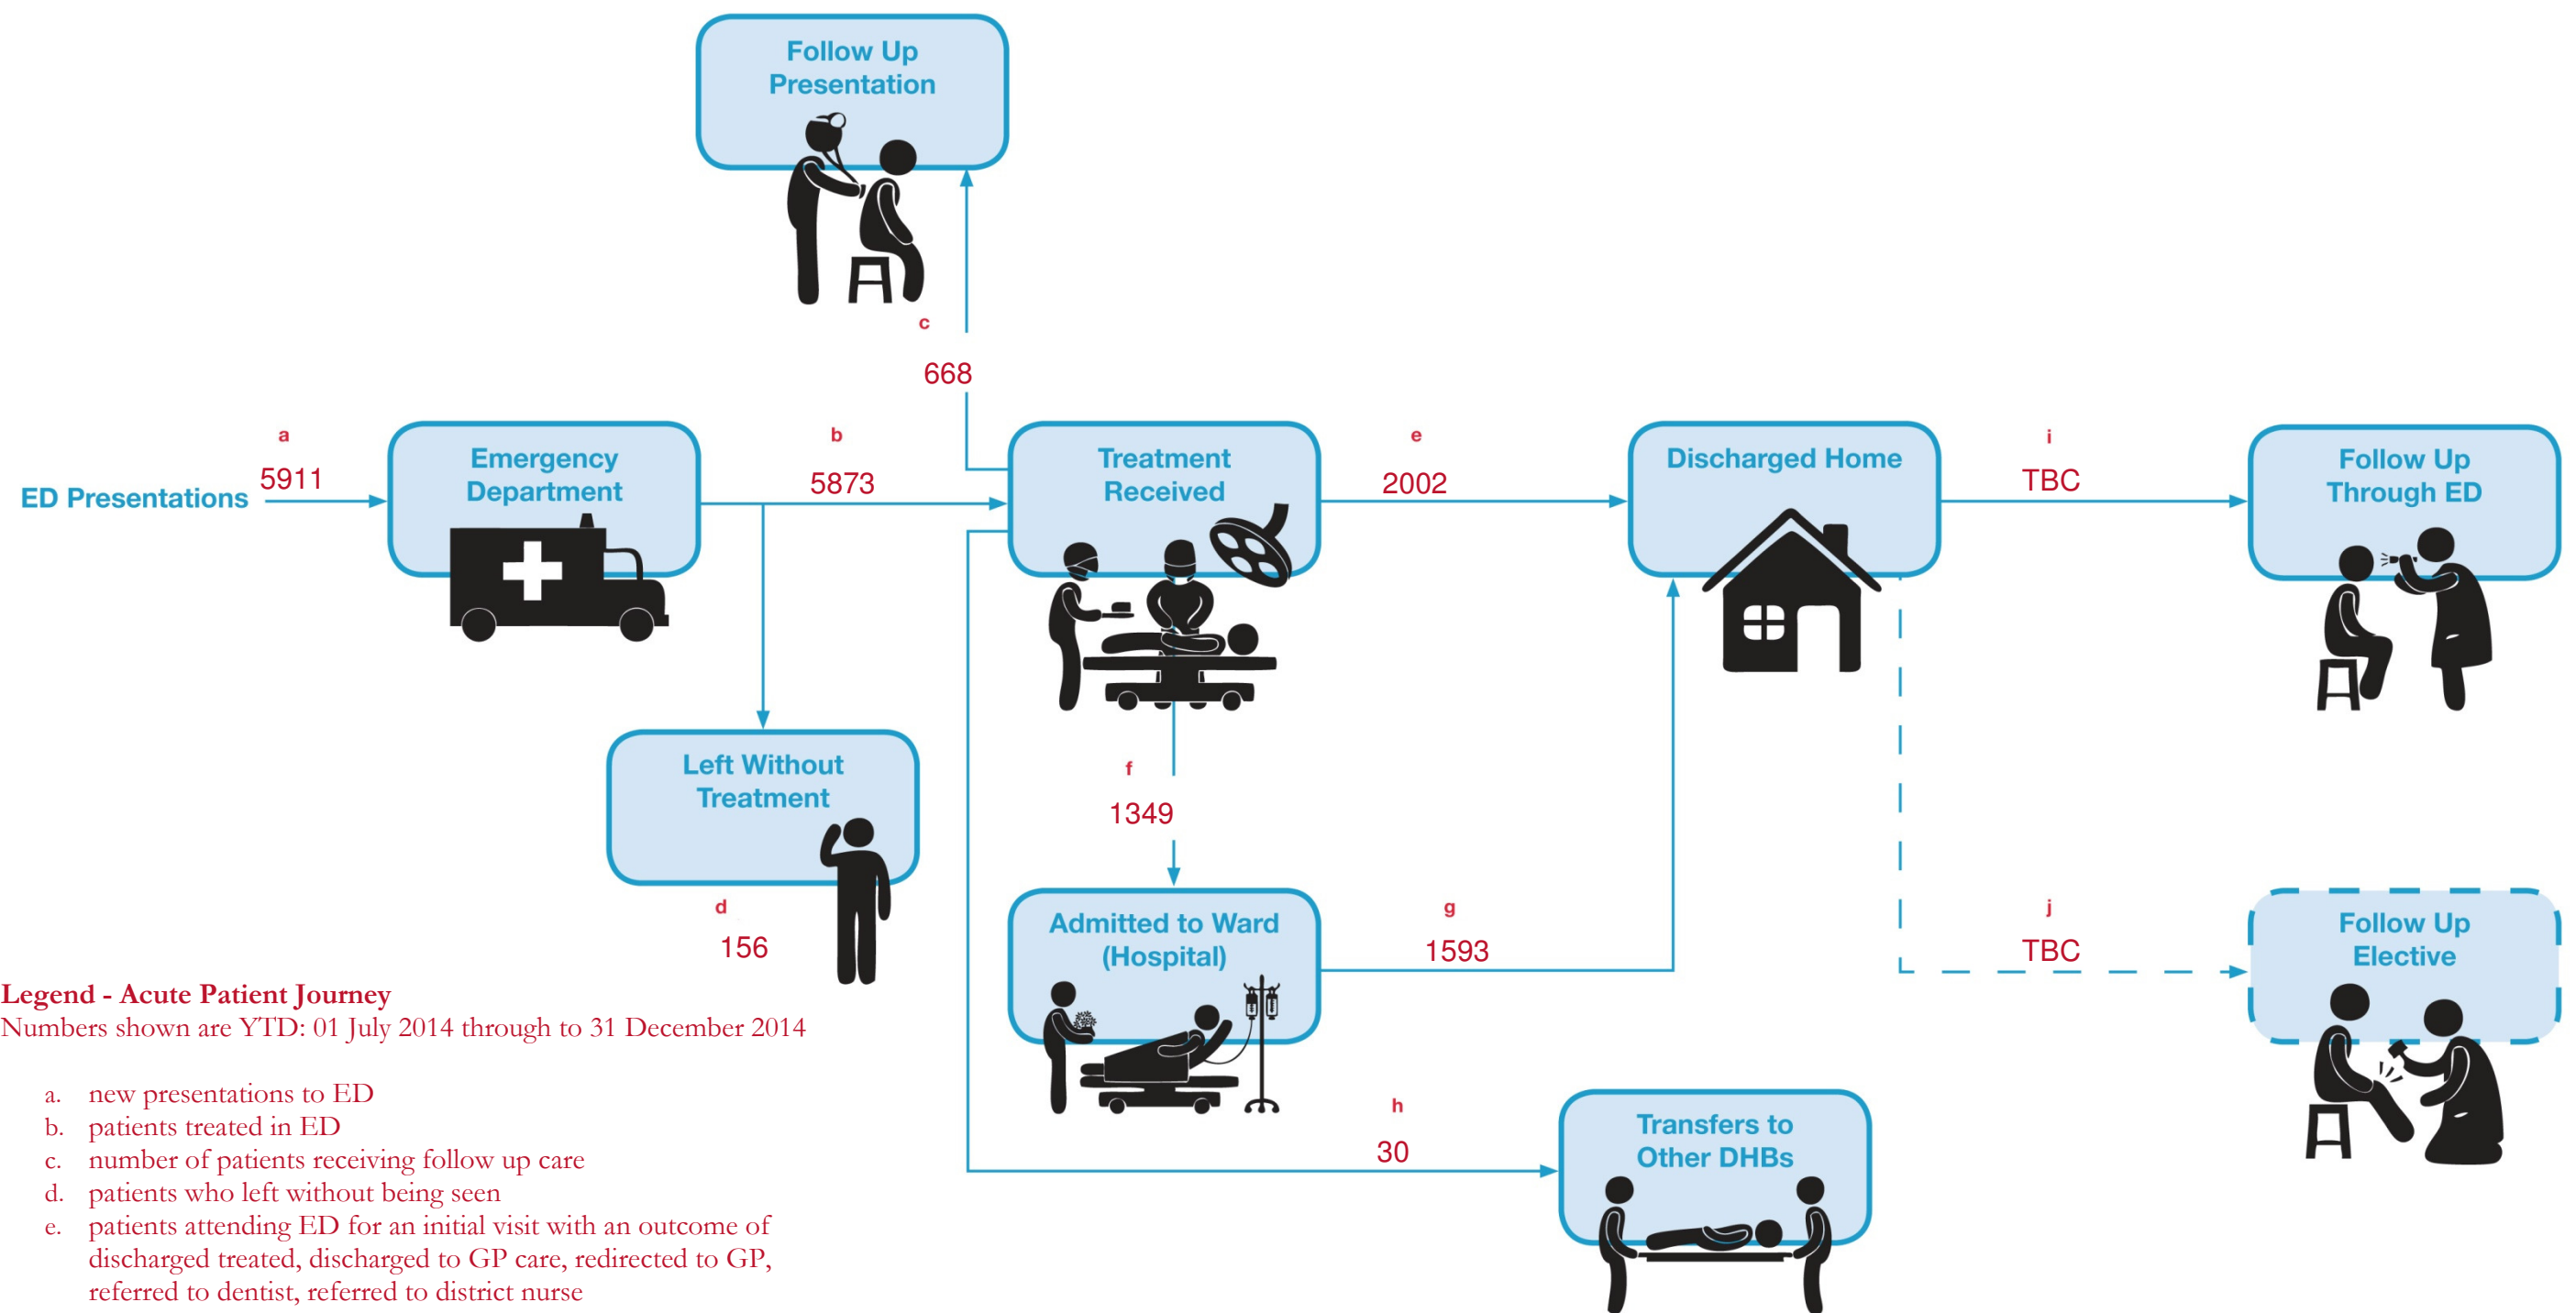 Follow Up
Presentation
c
668
a
5911
ED Presentations
Emergency
Department
b
5873
Treatment
Received
e
2002
Discharged Home
i
TBC
Follow Up
Through ED
Left Without
Treatment
d
156
f
1349
Admitted to Ward
(Hospital)
g
1593
j
TBC
Follow Up
Elective
h
30
Transfers to
Other DHBs
Legend - Acute Patient Journey
Numbers shown are YTD: 01 July 2014 through to 31 December 2014
a. new presentations to ED
b. patients treated in ED
c. number of patients receiving follow up care
d. patients who left without being seen
e. patients attending ED for an initial visit with an outcome of
discharged treated, discharged to GP care, redirected to GP,
referred to dentist, referred to district nurse